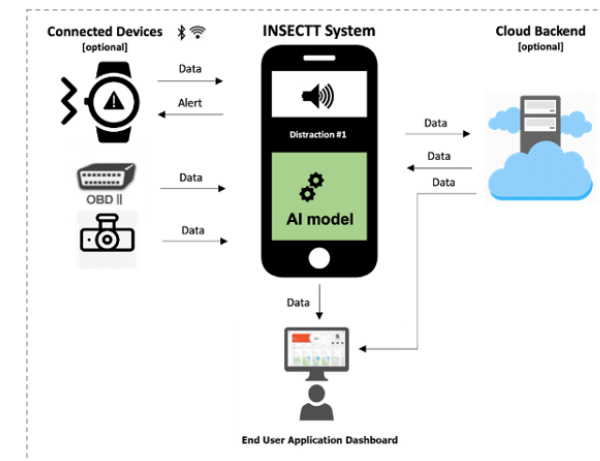 Connected Devices
[optional]
INSECTT System
Cloud Backend
[optional]
Data
Alert
Distraction #1
Data
Data
Data
OBD II
Data
AI model
Data
Data
End User Application Dashboard